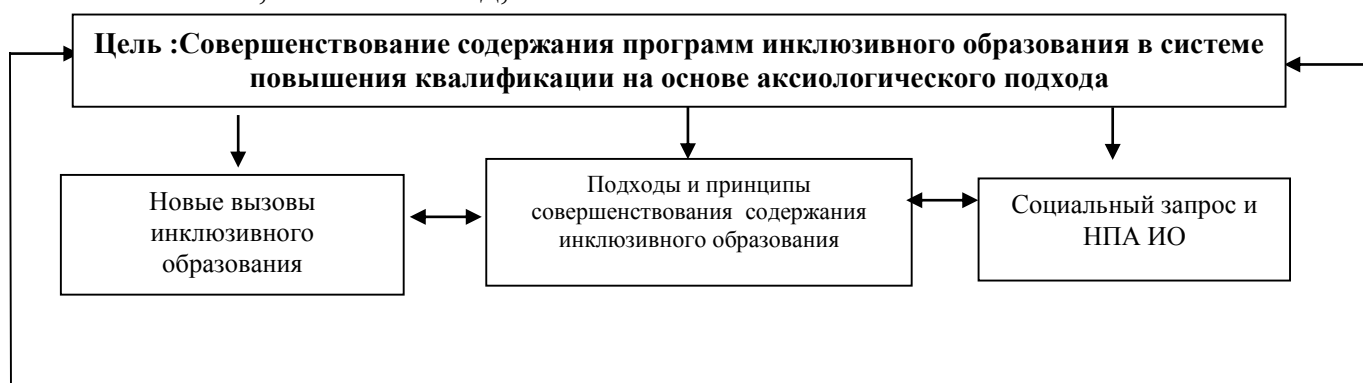 Цель :Совершенствование содержания программ инклюзивного образования в системе
повышения квалификации на основе аксиологического подхода
Новые вызовы
инклюзивного
образования
Подходы и принципы
совершенствования содержания
инклюзивного образования
Социальный запрос и
НПА ИО